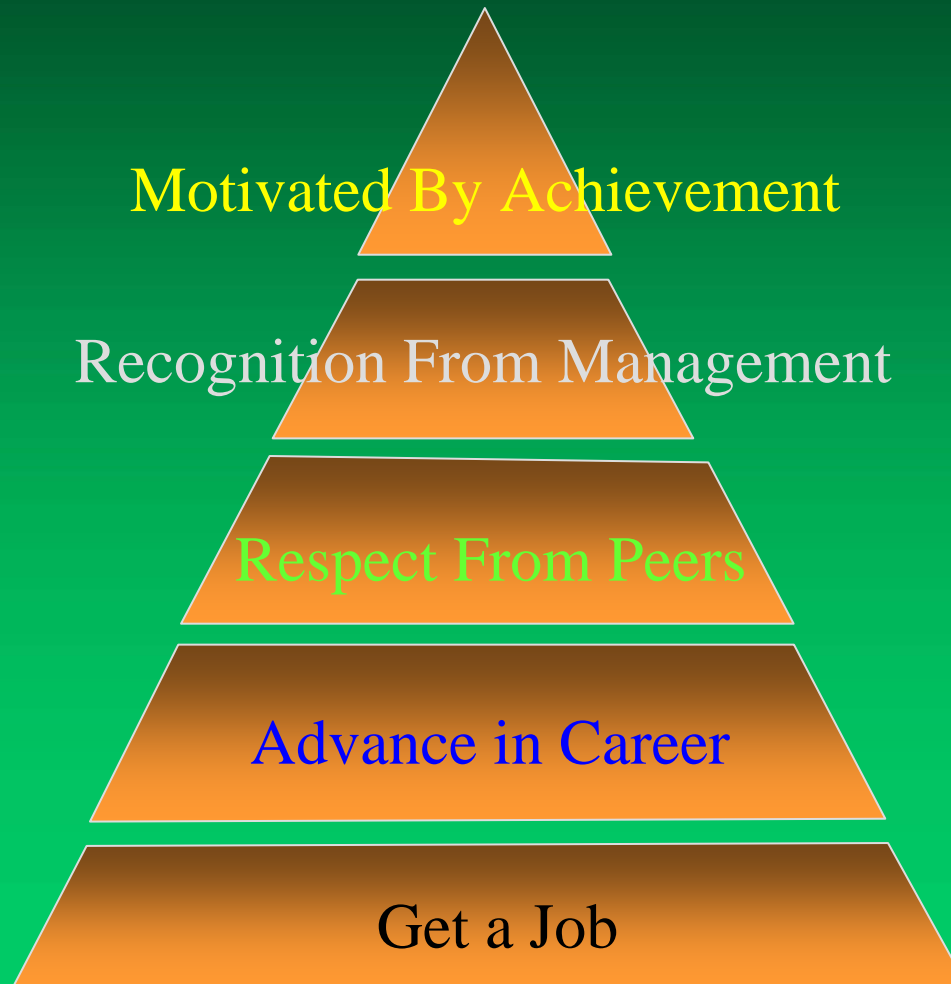 Motivated By Achievement
Recognition From Management
Respect From Peers
Advance in Career
Get a Job